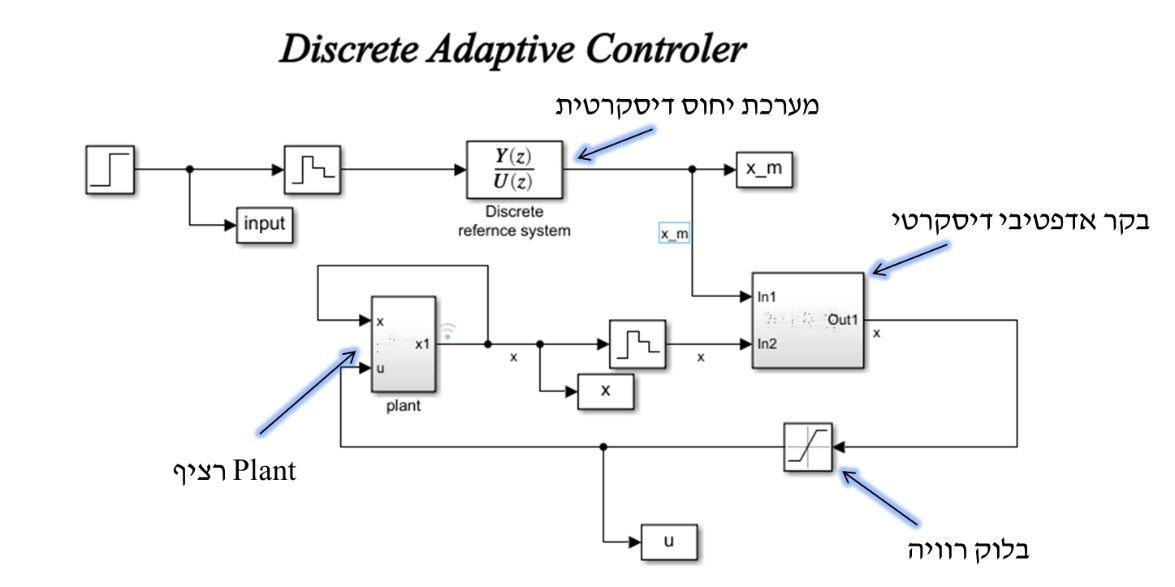 Discrete Adaptive Controler
מערכת יחוס דיסקרטית
Y(z)
U(z)
x_m
Discrete
refernce system
input
x_m
בקר אדפטיבי דיסקרטי
In1
Out1
In2
x
x
u
x1
plant
x
x
x
Plant רציף
בלוק רוויה
u